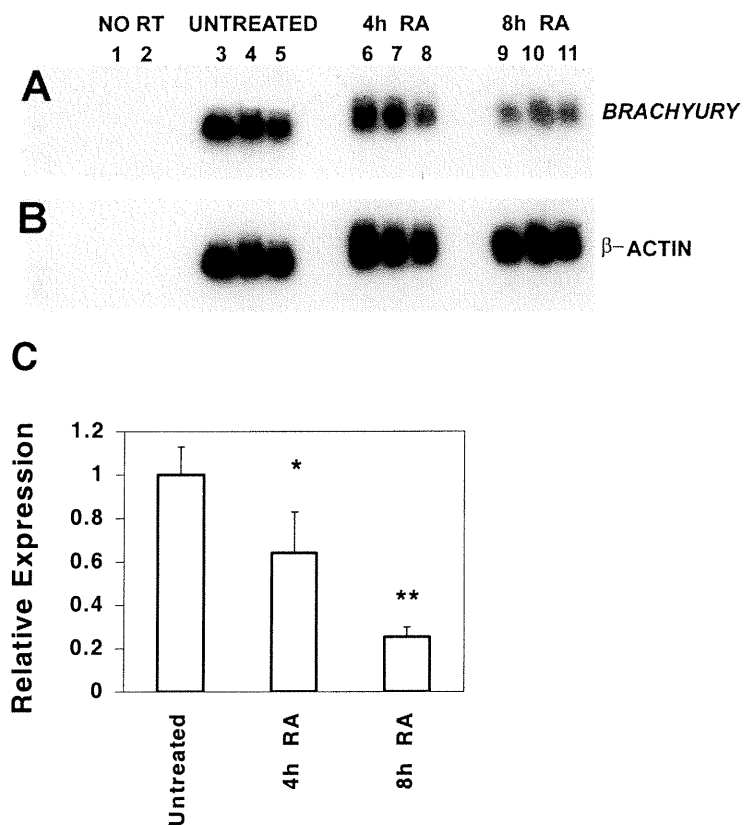 NO RT UNTREATED 4h RA 8h RA
1 2 3 4 5 6 7 8 9 10 11
A
BRACHYURY
B
β-ACTIN
C
Relative Expression
1.2
1
0.8
0.6
0.4
0.2
0
*
**
Untreated
4h RA
8h RA